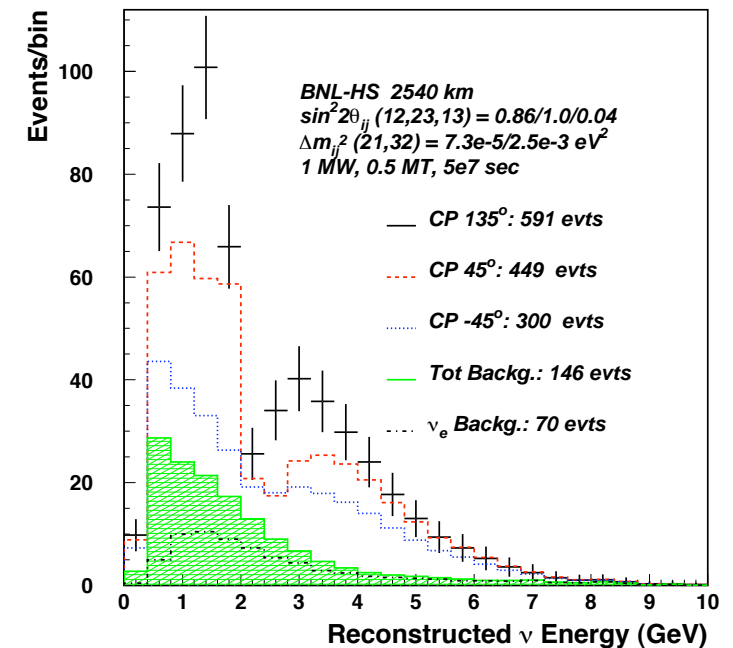 Events/bin
100
80
60
40
20
0
BNL-HS 2540 km
sin²2θij (12,23,13) = 0.86/1.0/0.04
Δmij² (21,32) = 7.3e-5/2.5e-3 eV²
1 MW, 0.5 MT, 5e7 sec
CP 135°: 591 evts
CP 45°: 449 evts
CP -45°: 300 evts
Tot Backg.: 146 evts
νe Backg.: 70 evts
0 1 2 3 4 5 6 7 8 9 10
Reconstructed ν Energy (GeV)